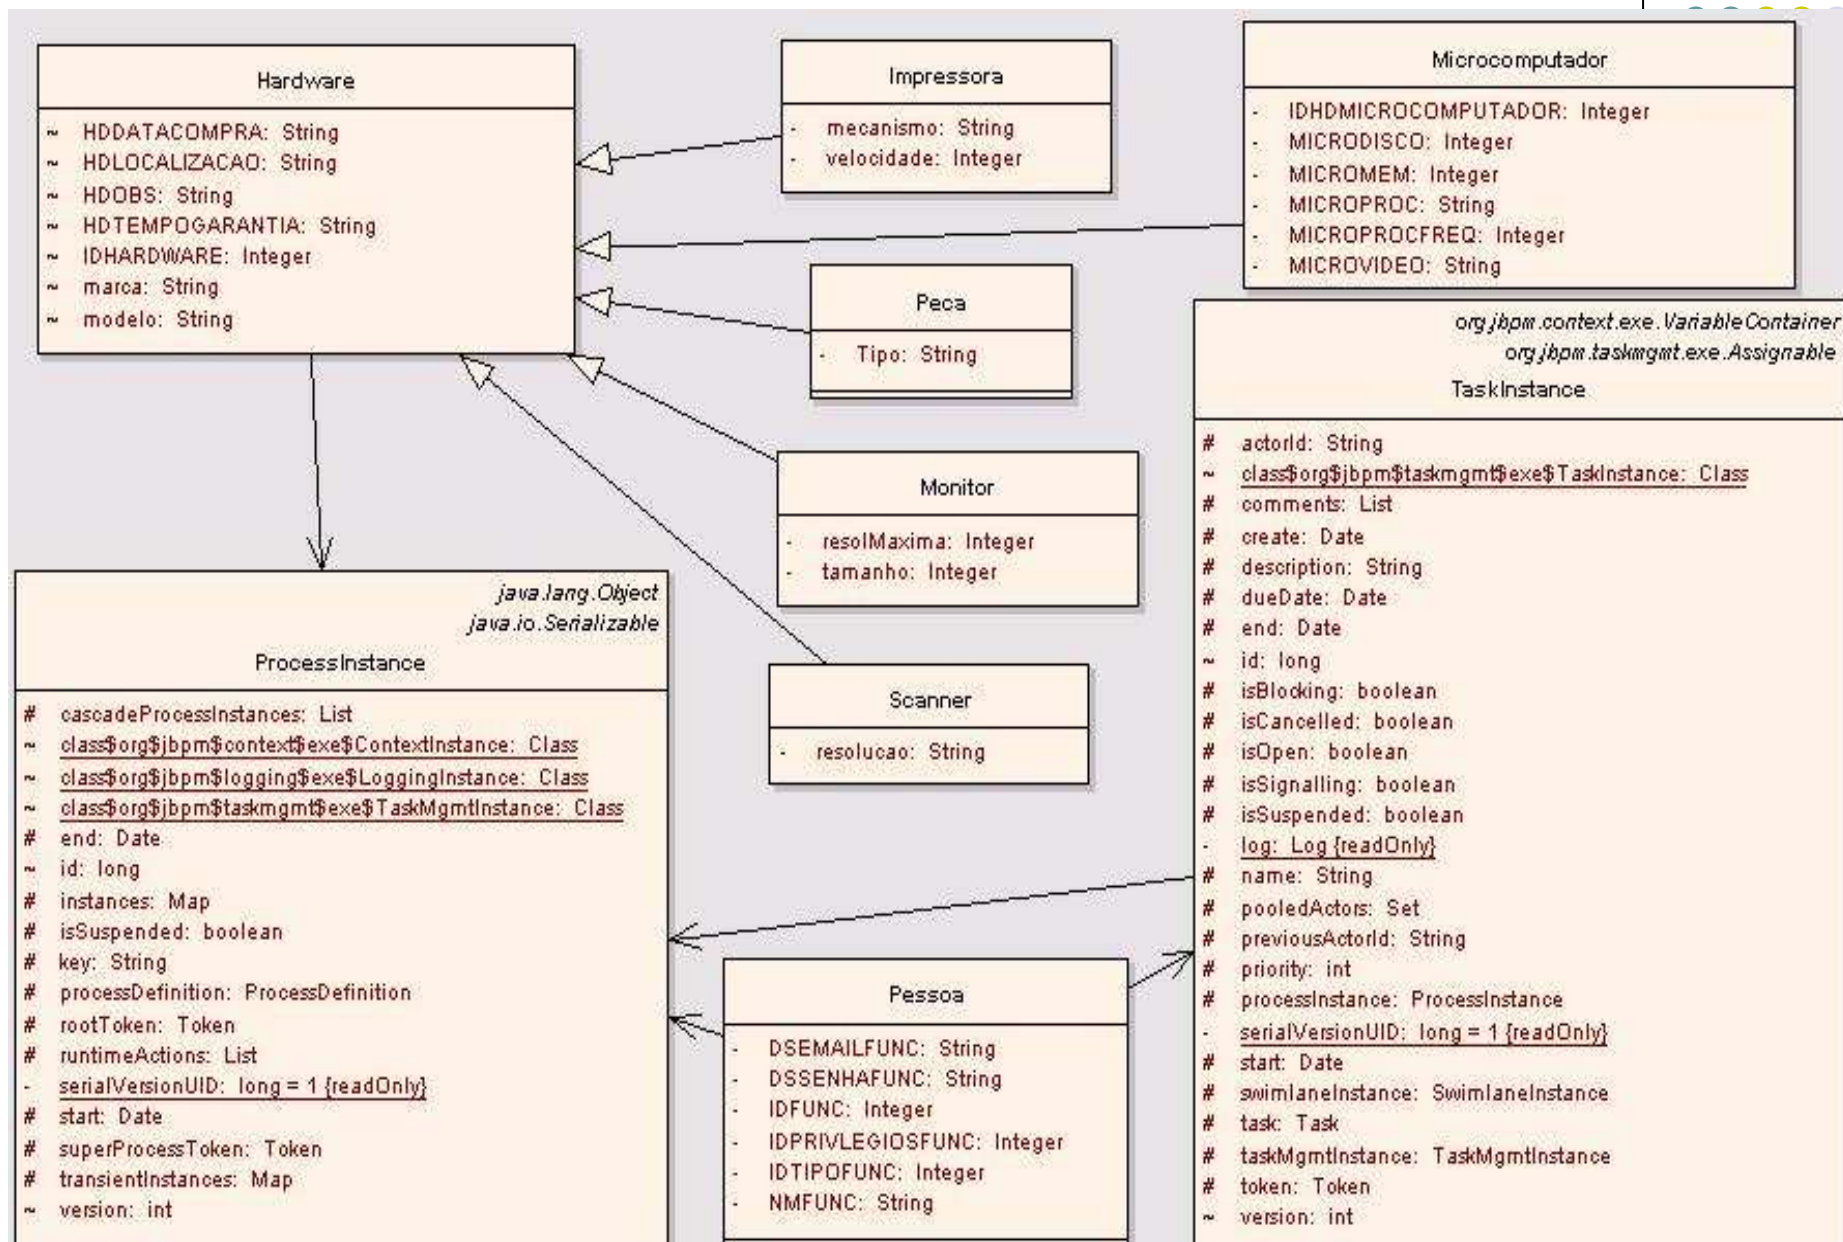 Hardware
~ HDDATACOMPRA: String
~ HDLOCALIZACAO: String
~ HDOBS: String
~ HDTEMPOGARANTIA: String
~ IDHARDWARE: Integer
~ marca: String
~ modelo: String
Impressora
- mecanismo: String
- velocidade: Integer
Microcomputador
- IDHDMICROCOMPUTADOR: Integer
- MICRODISCO: Integer
- MICROMEM: Integer
- MICROPROC: String
- MICROPROCFREQ: Integer
- MICROVIDEO: String
Peca
- Tipo: String
Monitor
- resolMaxima: Integer
- tamanho: Integer
Scanner
- resolucao: String
java.lang.Object
java.io.Serializable
ProcessInstance
# cascadeProcessInstances: List
~ class$org$jbpm$context$exe$ContextInstance: Class
~ class$org$jbpm$logging$exe$LoggingInstance: Class
~ class$org$jbpm$taskmgmt$exe$TaskMgmtInstance: Class
# end: Date
~ id: long
# instances: Map
# isSuspended: boolean
# key: String
# processDefinition: ProcessDefinition
# rootToken: Token
# runtimeActions: List
- serialVersionUID: long = 1 {readOnly}
# start: Date
# superProcessToken: Token
# transientInstances: Map
~ version: int
Pessoa
- DSEMAILFUNC: String
- DSSENHAFUNC: String
- IDFUNC: Integer
- IDPRIVLEGIOSFUNC: Integer
- IDTIPOFUNC: Integer
- NMFUNC: String
org.jbpm.context.exe.VariableContainer
org.jbpm.taskmgmt.exe.Assignable
TaskInstance
# actorId: String
~ class$org$jbpm$taskmgmt$exe$TaskInstance: Class
# comments: List
# create: Date
# description: String
# dueDate: Date
# end: Date
~ id: long
# isBlocking: boolean
# isCancelled: boolean
# isOpen: boolean
# isSignalling: boolean
# isSuspended: boolean
- log: Log {readOnly}
# name: String
# pooledActors: Set
# previousActorId: String
# priority: int
# processInstance: ProcessInstance
- serialVersionUID: long = 1 {readOnly}
# start: Date
# swimlaneInstance: SwimlaneInstance
# task: Task
# taskMgmtInstance: TaskMgmtInstance
# token: Token
~ version: int